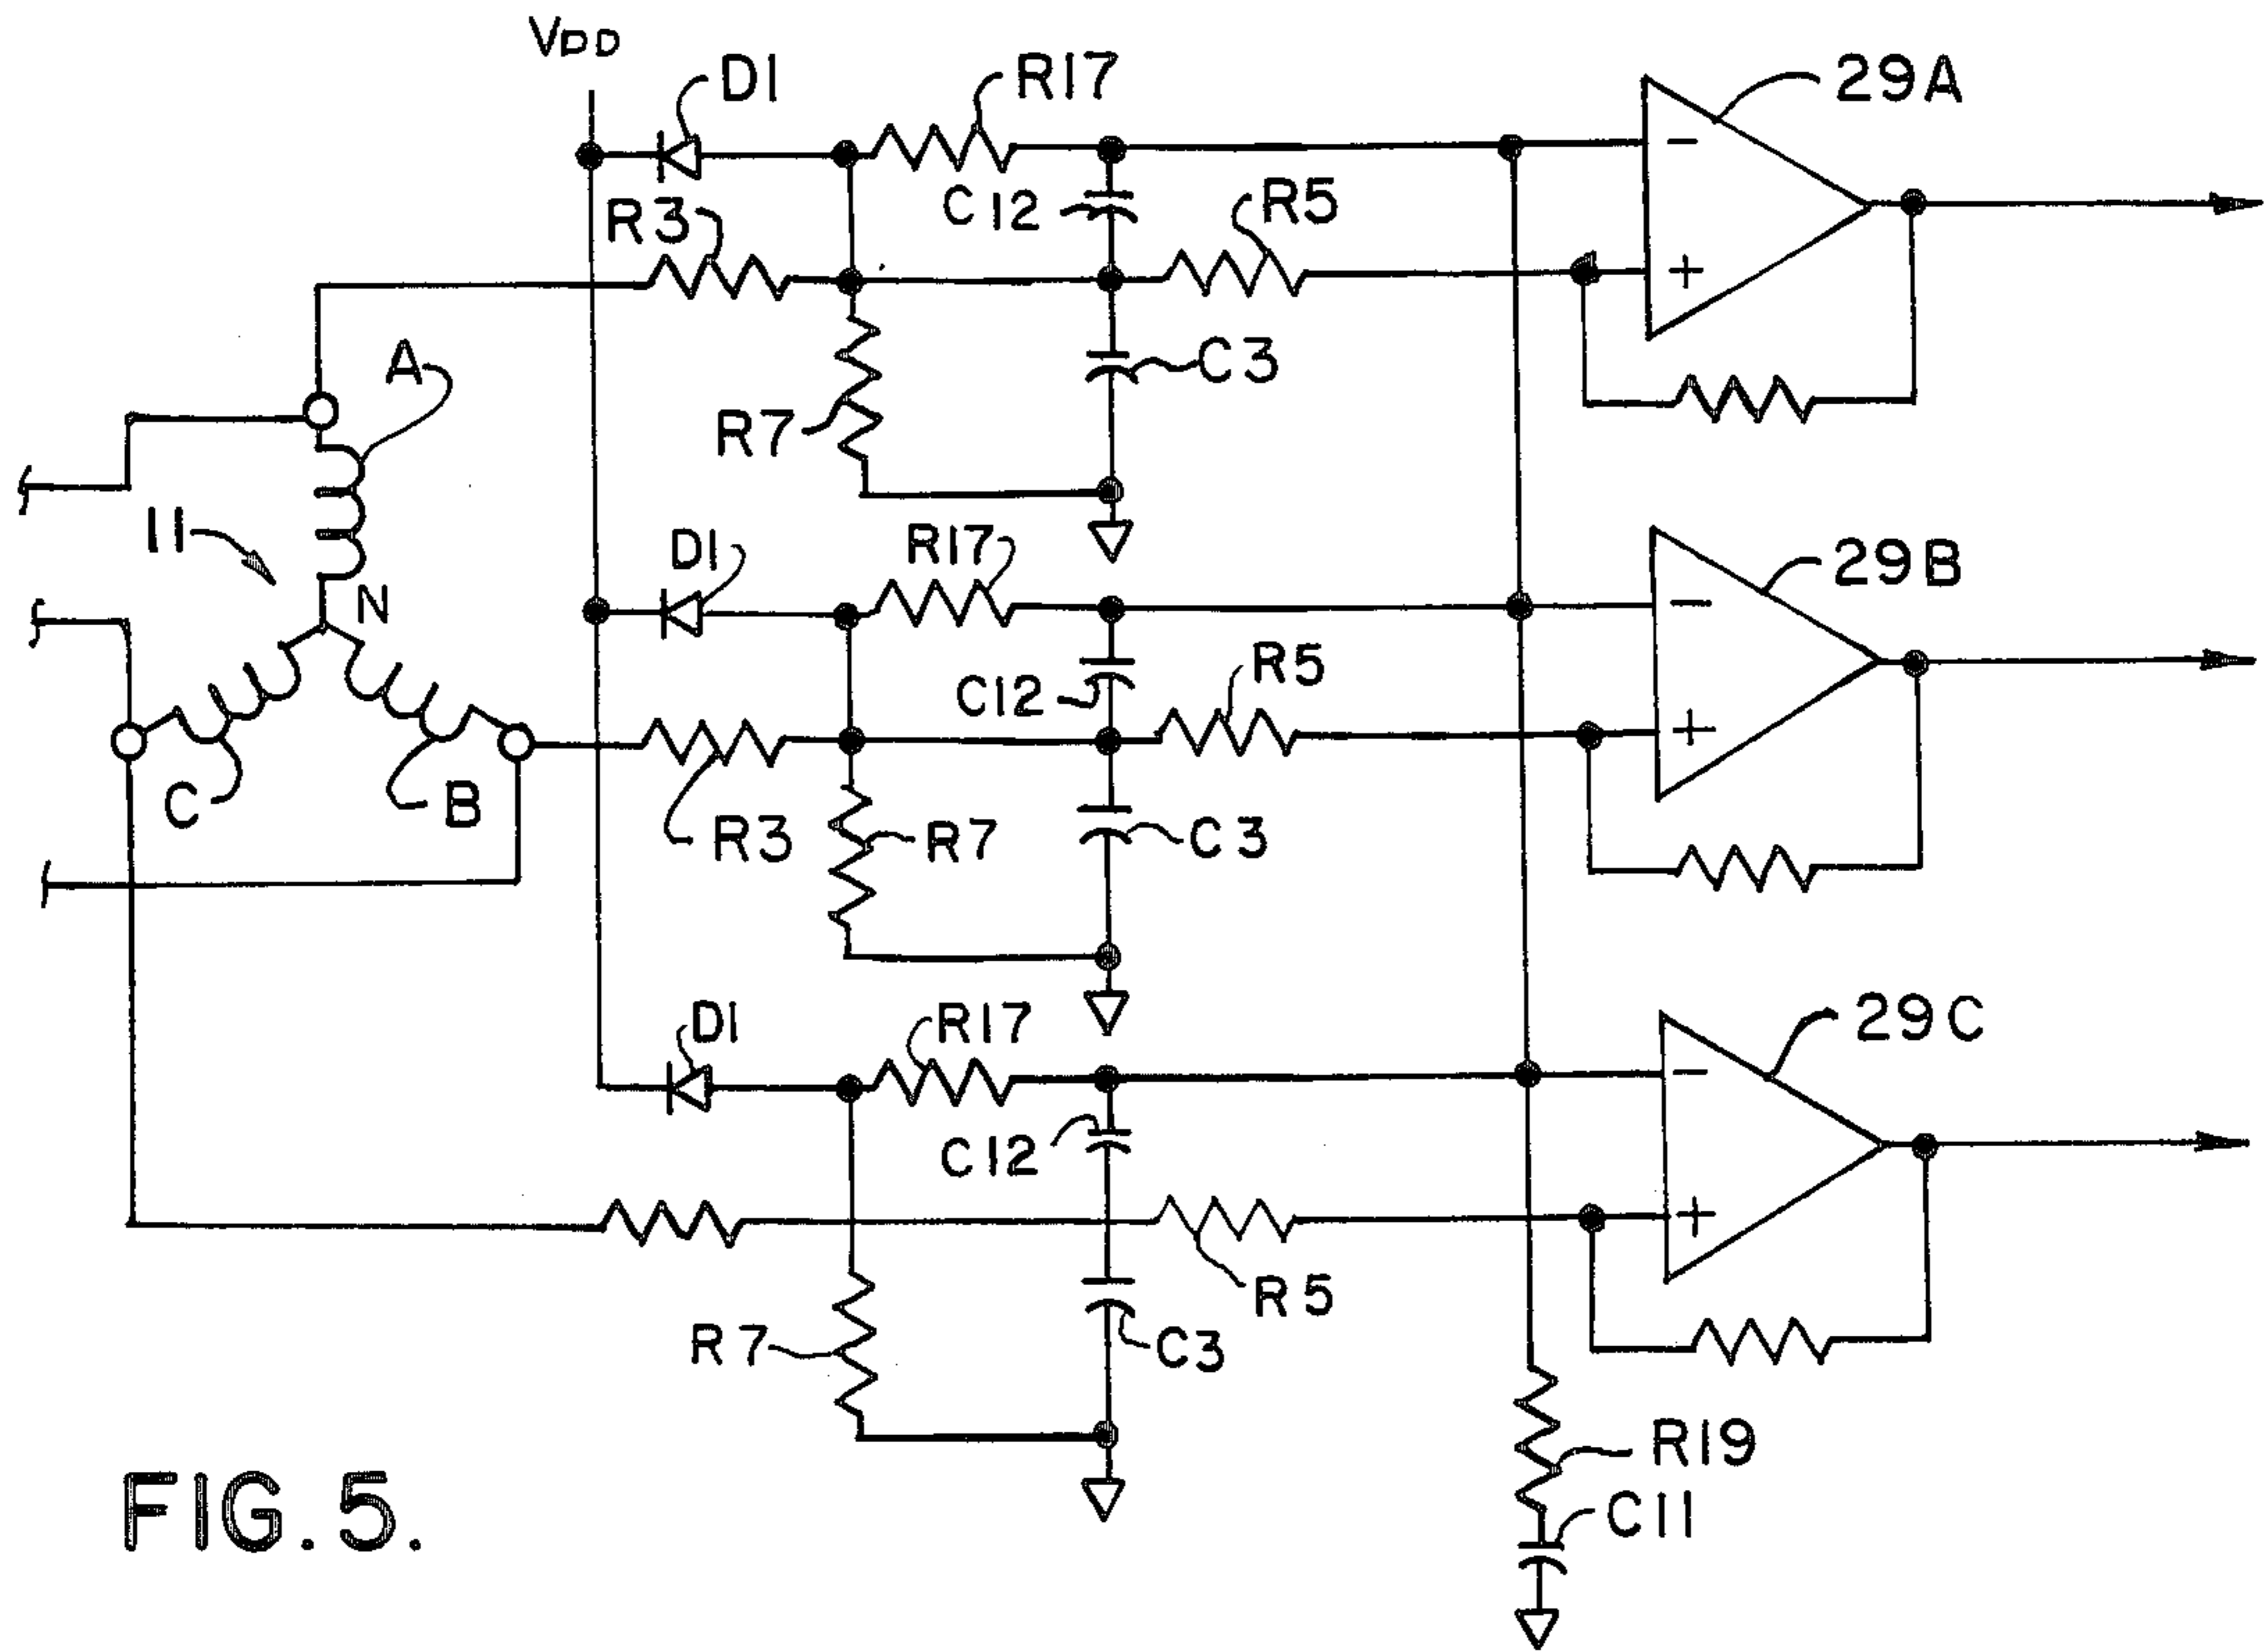 VDD
D1
R17
29A
R3
C12
R5
-
+
A
C3
R7
11
N
D1
R17
29B
-
C12
R5
+
C
B
R3
R7
C3
D1
R17
29C
-
C12
+
R5
R7
C3
R19
C11
FIG. 5.